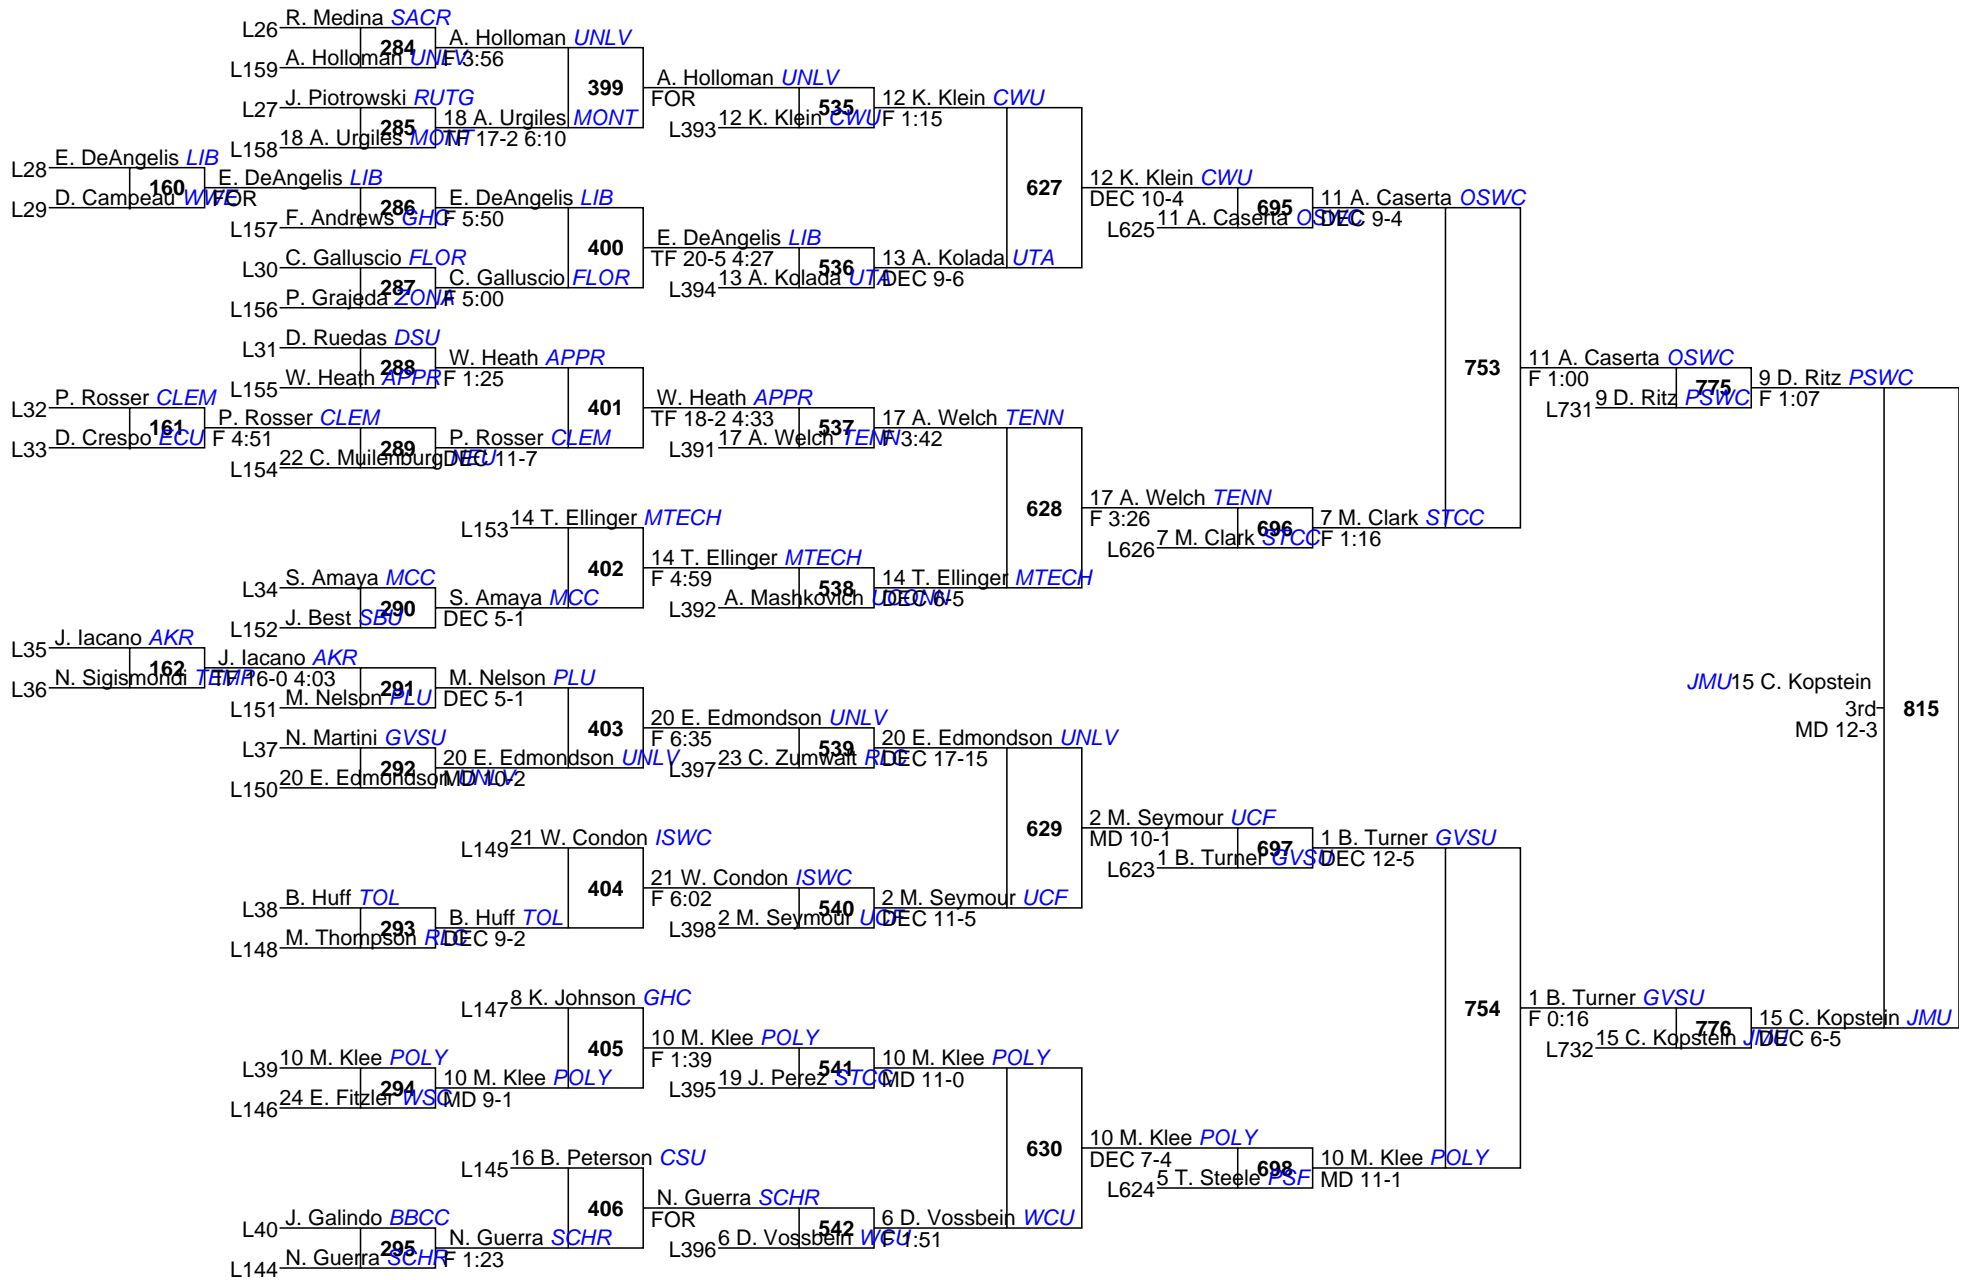 R. Medina SACR
L26
284
A. Holloman UNLV
F 3:56
A. Holloman UNLV
L159
399
A. Holloman UNLV
FOR
J. Piotrowski RUTG
L27
285
18 A. Urgiles MONT
TF 17-2 6:10
18 A. Urgiles MONT
L158
535
12 K. Klein CWU
F 1:15
12 K. Klein CWU
L393
E. DeAngelis LIB
L28
160
E. DeAngelis LIB
FOR
D. Campeau WWE
L29
286
E. DeAngelis LIB
F 5:50
F. Andrews GHC
L157
400
E. DeAngelis LIB
TF 20-5 4:27
C. Galluscio FLOR
L30
287
C. Galluscio FLOR
F 5:00
P. Grajeda ZONA
L156
536
13 A. Kolada UTA
DEC 9-6
13 A. Kolada UTA
L394
627
12 K. Klein CWU
DEC 10-4
695
11 A. Caserta OSWC
DEC 9-4
11 A. Caserta OSWC
L625
D. Ruedas DSU
L31
288
W. Heath APPR
F 1:25
W. Heath APPR
L155
401
W. Heath APPR
TF 18-2 4:33
P. Rosser CLEM
L32
161
P. Rosser CLEM
F 4:51
D. Crespo ECU
L33
289
P. Rosser CLEM
DEC 11-7
22 C. Muilenburg NEU
L154
537
17 A. Welch TENN
F 3:42
17 A. Welch TENN
L391
753
11 A. Caserta OSWC
F 1:00
775
9 D. Ritz PSWC
F 1:07
9 D. Ritz PSWC
L731
14 T. Ellinger MTECH
L153
402
14 T. Ellinger MTECH
F 4:59
S. Amaya MCC
L34
290
S. Amaya MCC
DEC 5-1
J. Best SBU
L152
538
14 T. Ellinger MTECH
DEC 6-5
A. Mashkovich UCONN
L392
628
17 A. Welch TENN
F 3:26
696
7 M. Clark STCC
F 1:16
7 M. Clark STCC
L626
J. Iacano AKR
L35
162
J. Iacano AKR
TF 16-0 4:03
N. Sigismondi TEMP
L36
291
M. Nelson PLU
DEC 5-1
M. Nelson PLU
L151
403
20 E. Edmondson UNLV
F 6:35
N. Martini GVSU
L37
292
20 E. Edmondson UNLV
MD 10-2
20 E. Edmondson UNLV
L150
539
20 E. Edmondson UNLV
DEC 17-15
23 C. Zumwalt RLC
L397
JMU 15 C. Kopstein
3rd
MD 12-3
815
21 W. Condon ISWC
L149
404
21 W. Condon ISWC
F 6:02
B. Huff TOL
L38
293
B. Huff TOL
DEC 9-2
M. Thompson RLC
L148
540
2 M. Seymour UCF
DEC 11-5
2 M. Seymour UCF
L398
629
2 M. Seymour UCF
MD 10-1
697
1 B. Turner GVSU
DEC 12-5
1 B. Turner GVSU
L623
8 K. Johnson GHC
L147
405
10 M. Klee POLY
F 1:39
10 M. Klee POLY
L39
294
10 M. Klee POLY
MD 9-1
24 E. Fitzler WSC
L146
541
10 M. Klee POLY
MD 11-0
19 J. Perez STCC
L395
754
1 B. Turner GVSU
F 0:16
776
15 C. Kopstein JMU
DEC 6-5
15 C. Kopstein JMU
L732
16 B. Peterson CSU
L145
406
N. Guerra SCHR
FOR
J. Galindo BBCC
L40
295
N. Guerra SCHR
F 1:23
N. Guerra SCHR
L144
542
6 D. Vossbein WCU
F 1:51
6 D. Vossbein WCU
L396
630
10 M. Klee POLY
DEC 7-4
698
10 M. Klee POLY
MD 11-1
5 T. Steele PSF
L624